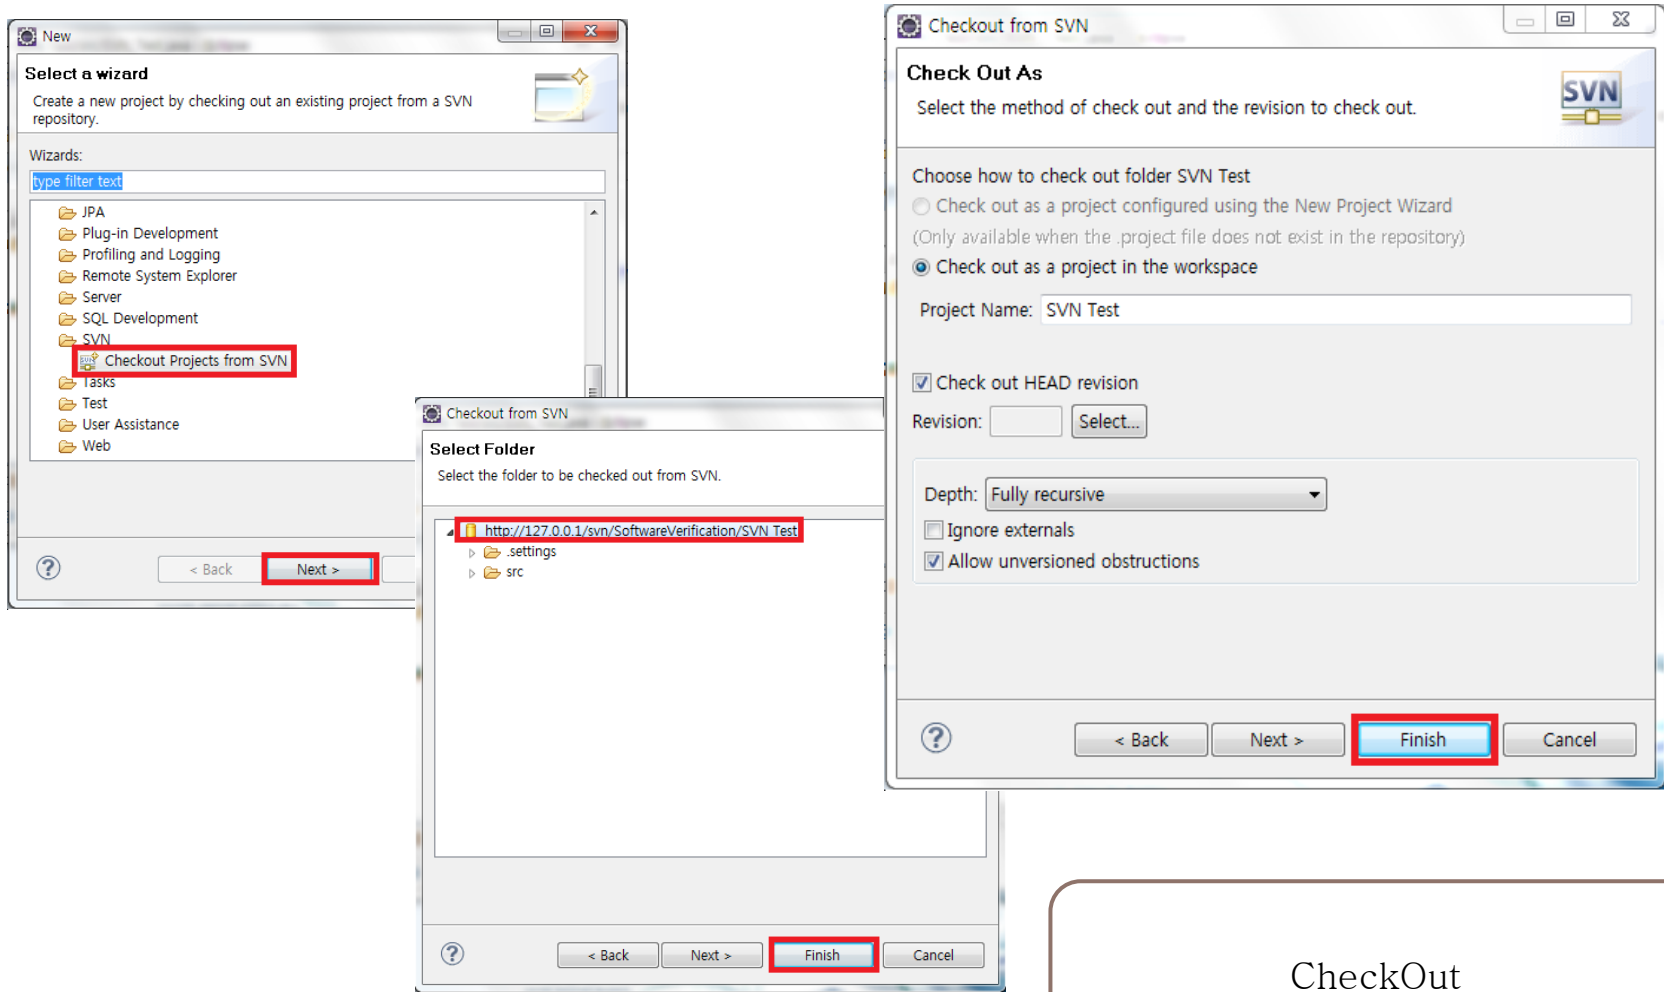 New
Select a wizard
Create a new project by checking out an existing project from a SVN
repository.
Wizards:
type filter text
JPA
Plug-in Development
Profiling and Logging
Remote System Explorer
Server
SQL Development
SVN
Checkout Projects from SVN
Tasks
Test
User Assistance
Web
< Back
Next >
Checkout from SVN
Select Folder
Select the folder to be checked out from SVN.
http://127.0.0.1/svn/SoftwareVerification/SVN Test
.settings
src
< Back
Next >
Finish
Cancel
Checkout from SVN
Check Out As
Select the method of check out and the revision to check out.
SVN
Choose how to check out folder SVN Test
Check out as a project configured using the New Project Wizard
(Only available when the .project file does not exist in the repository)
Check out as a project in the workspace
Project Name: SVN Test
Check out HEAD revision
Revision: Select...
Depth: Fully recursive
Ignore externals
Allow unversioned obstructions
< Back
Next >
Finish
Cancel
CheckOut